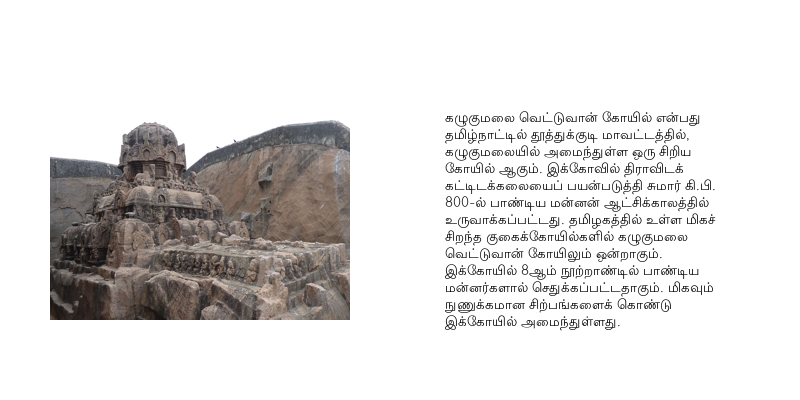 கழுகுமலை வெட்டுவான் கோயில் என்பது
தமிழ்நாட்டில் தூத்துக்குடி மாவட்டத்தில்,
கழுகுமலையில் அமைந்துள்ள ஒரு சிறிய
கோயில் ஆகும். இக்கோவில் திராவிடக்
கட்டிடக்கலையைப் பயன்படுத்தி சுமார் கி.பி.
800-ல் பாண்டிய மன்னன் ஆட்சிக்காலத்தில்
உருவாக்கப்பட்டது. தமிழகத்தில் உள்ள மிகச்
சிறந்த குகைக்கோயில்களில் கழுகுமலை
வெட்டுவான் கோயிலும் ஒன்றாகும்.
இக்கோயில் 8ஆம் நூற்றாண்டில் பாண்டிய
மன்னர்களால் செதுக்கப்பட்டதாகும். மிகவும்
நுணுக்கமான சிற்பங்களைக் கொண்டு
இக்கோயில் அமைந்துள்ளது.